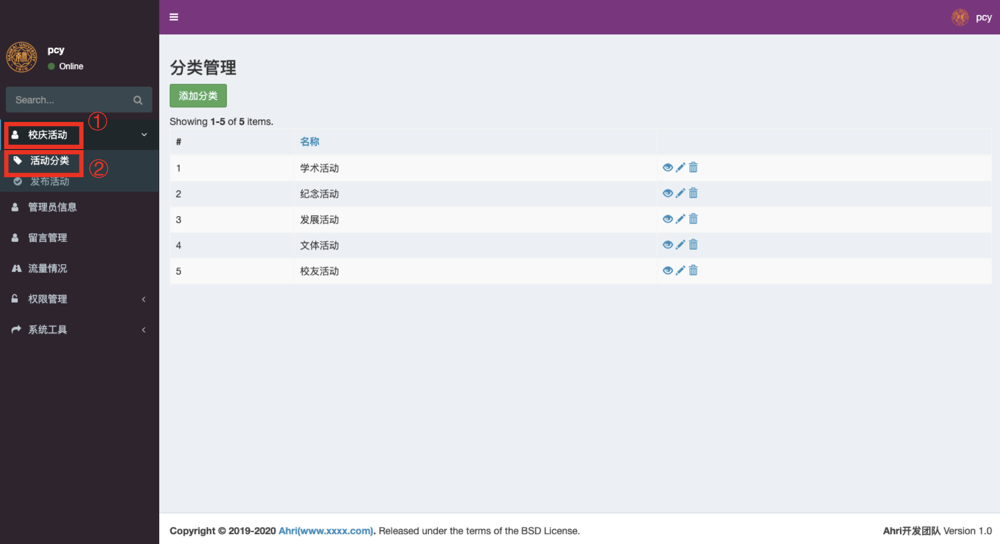 pcy
NANKAI UNIVERSITY
1919
pcy
Online
Search...
校庆活动
①
活动分类
②
发布活动
管理员信息
留言管理
流量情况
权限管理
系统工具
分类管理
添加分类
Showing 1-5 of 5 items.
# 名称
1 学术活动
2 纪念活动
3 发展活动
4 文体活动
5 校友活动
Copyright © 2019-2020 Ahri(www.xxxx.com). Released under the terms of the BSD License.
Ahri开发团队 Version 1.0